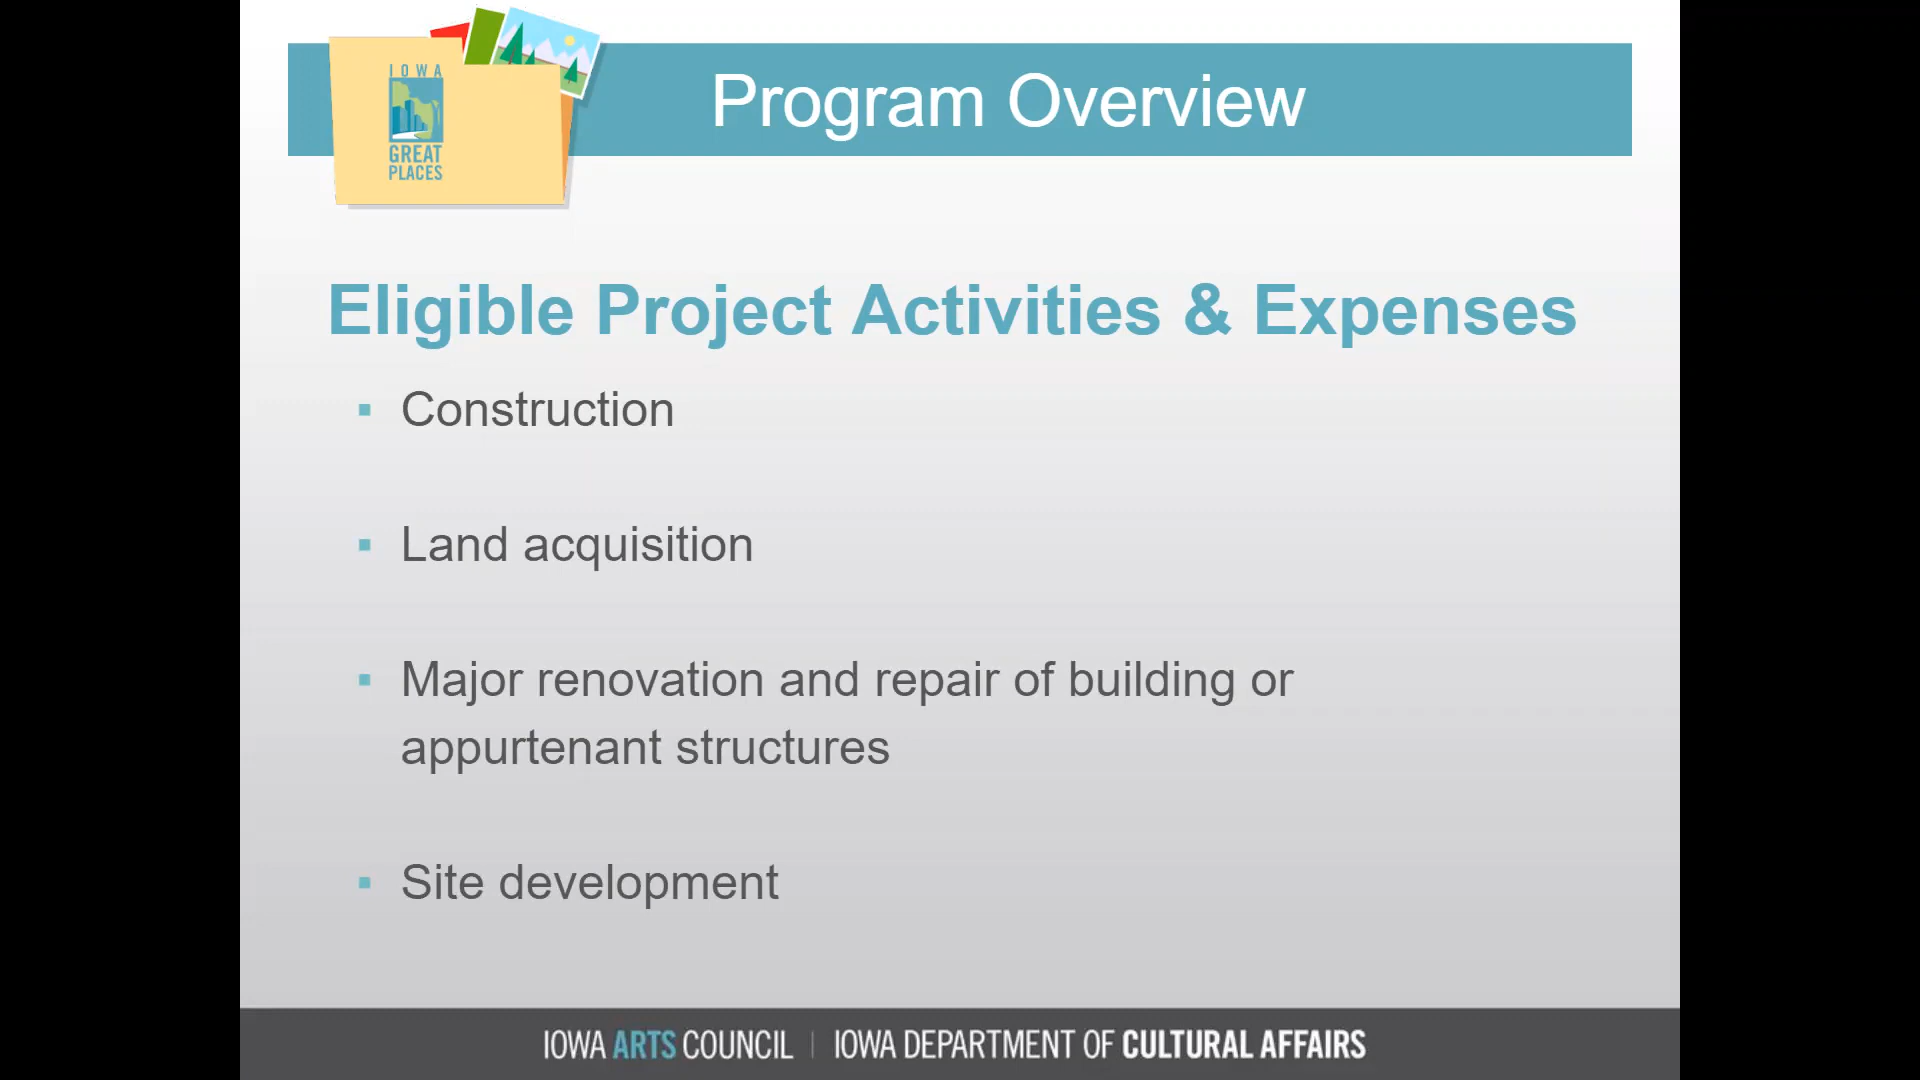 IOWA
GREAT
PLACES
Program Overview
Eligible Project Activities & Expenses
▪ Construction
▪ Land acquisition
▪ Major renovation and repair of building or
appurtenant structures
▪ Site development
IOWA ARTS COUNCIL | IOWA DEPARTMENT OF CULTURAL AFFAIRS